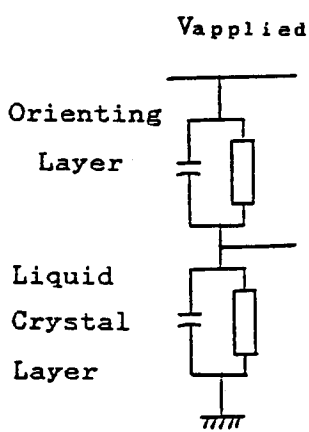 Vapplied
Orienting
Layer
Liquid
Crystal
Layer